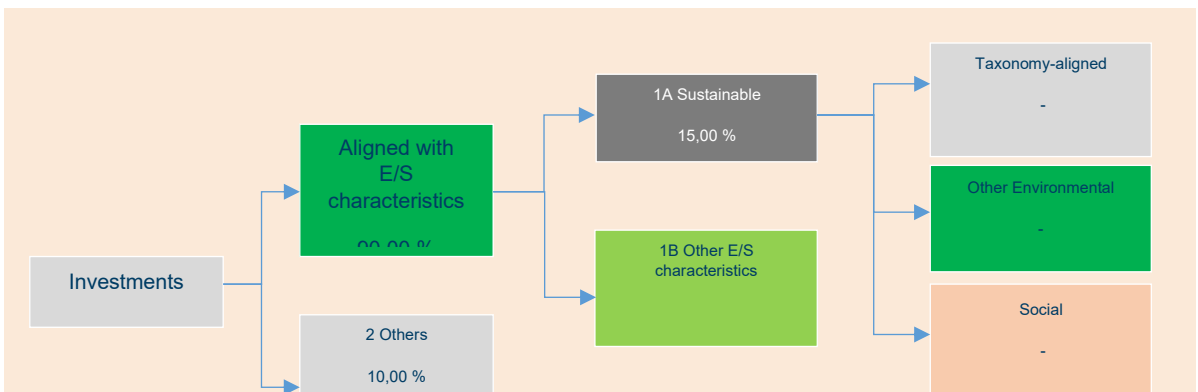 Investments
Aligned with
E/S
characteristics
2 Others
10,00 %
1A Sustainable
15,00 %
1B Other E/S
characteristics
Taxonomy-aligned
-
Other Environmental
-
Social
-